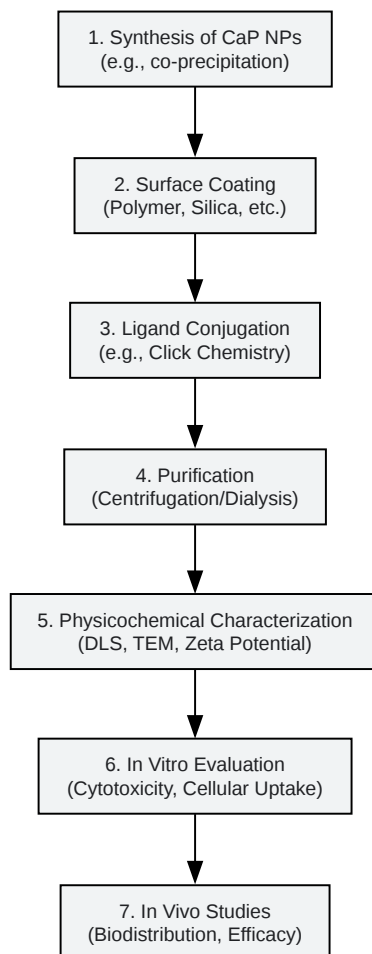 1. Synthesis of CaP NPs
(e.g., co-precipitation)
2. Surface Coating
(Polymer, Silica, etc.)
3. Ligand Conjugation
(e.g., Click Chemistry)
4. Purification
(Centrifugation/Dialysis)
5. Physicochemical Characterization
(DLS, TEM, Zeta Potential)
6. In Vitro Evaluation
(Cytotoxicity, Cellular Uptake)
7. In Vivo Studies
(Biodistribution, Efficacy)